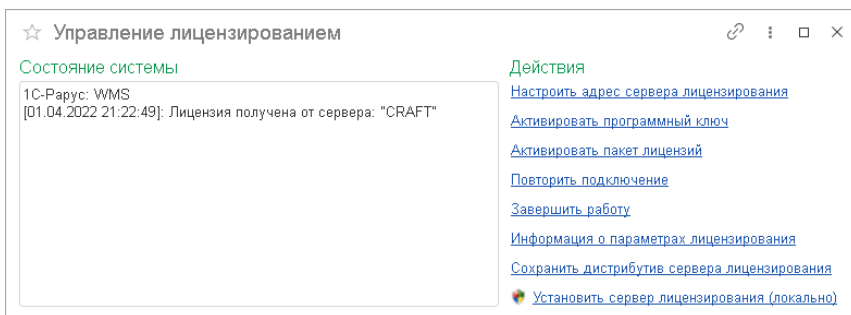 Управление лицензированием
Состояние системы
1С-Рарус: WMS
[01.04.2022 21:22:49]: Лицензия получена от сервера: "CRAFT"
Действия
Настроить адрес сервера лицензирования
Активировать программный ключ
Активировать пакет лицензий
Повторить подключение
Завершить работу
Информация о параметрах лицензирования
Сохранить дистрибутив сервера лицензирования
Установить сервер лицензирования (локально)